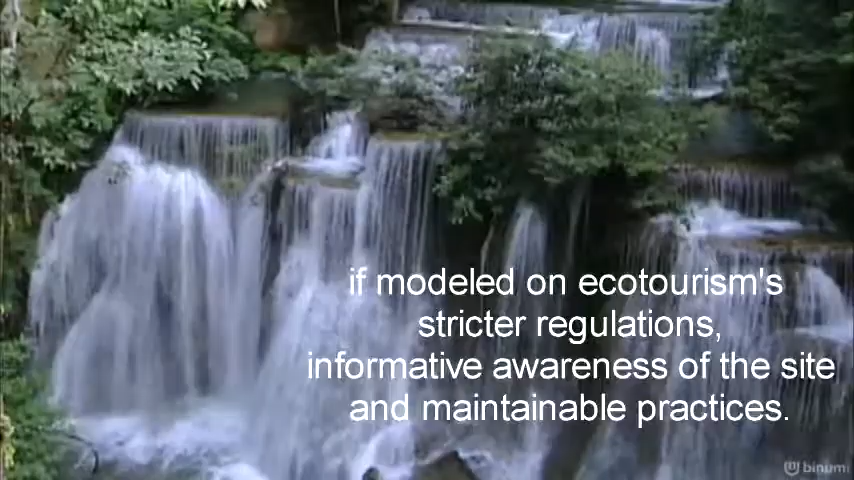 if modeled on ecotourism's
stricter regulations,
informative awareness of the site
and maintainable practices.
binumi